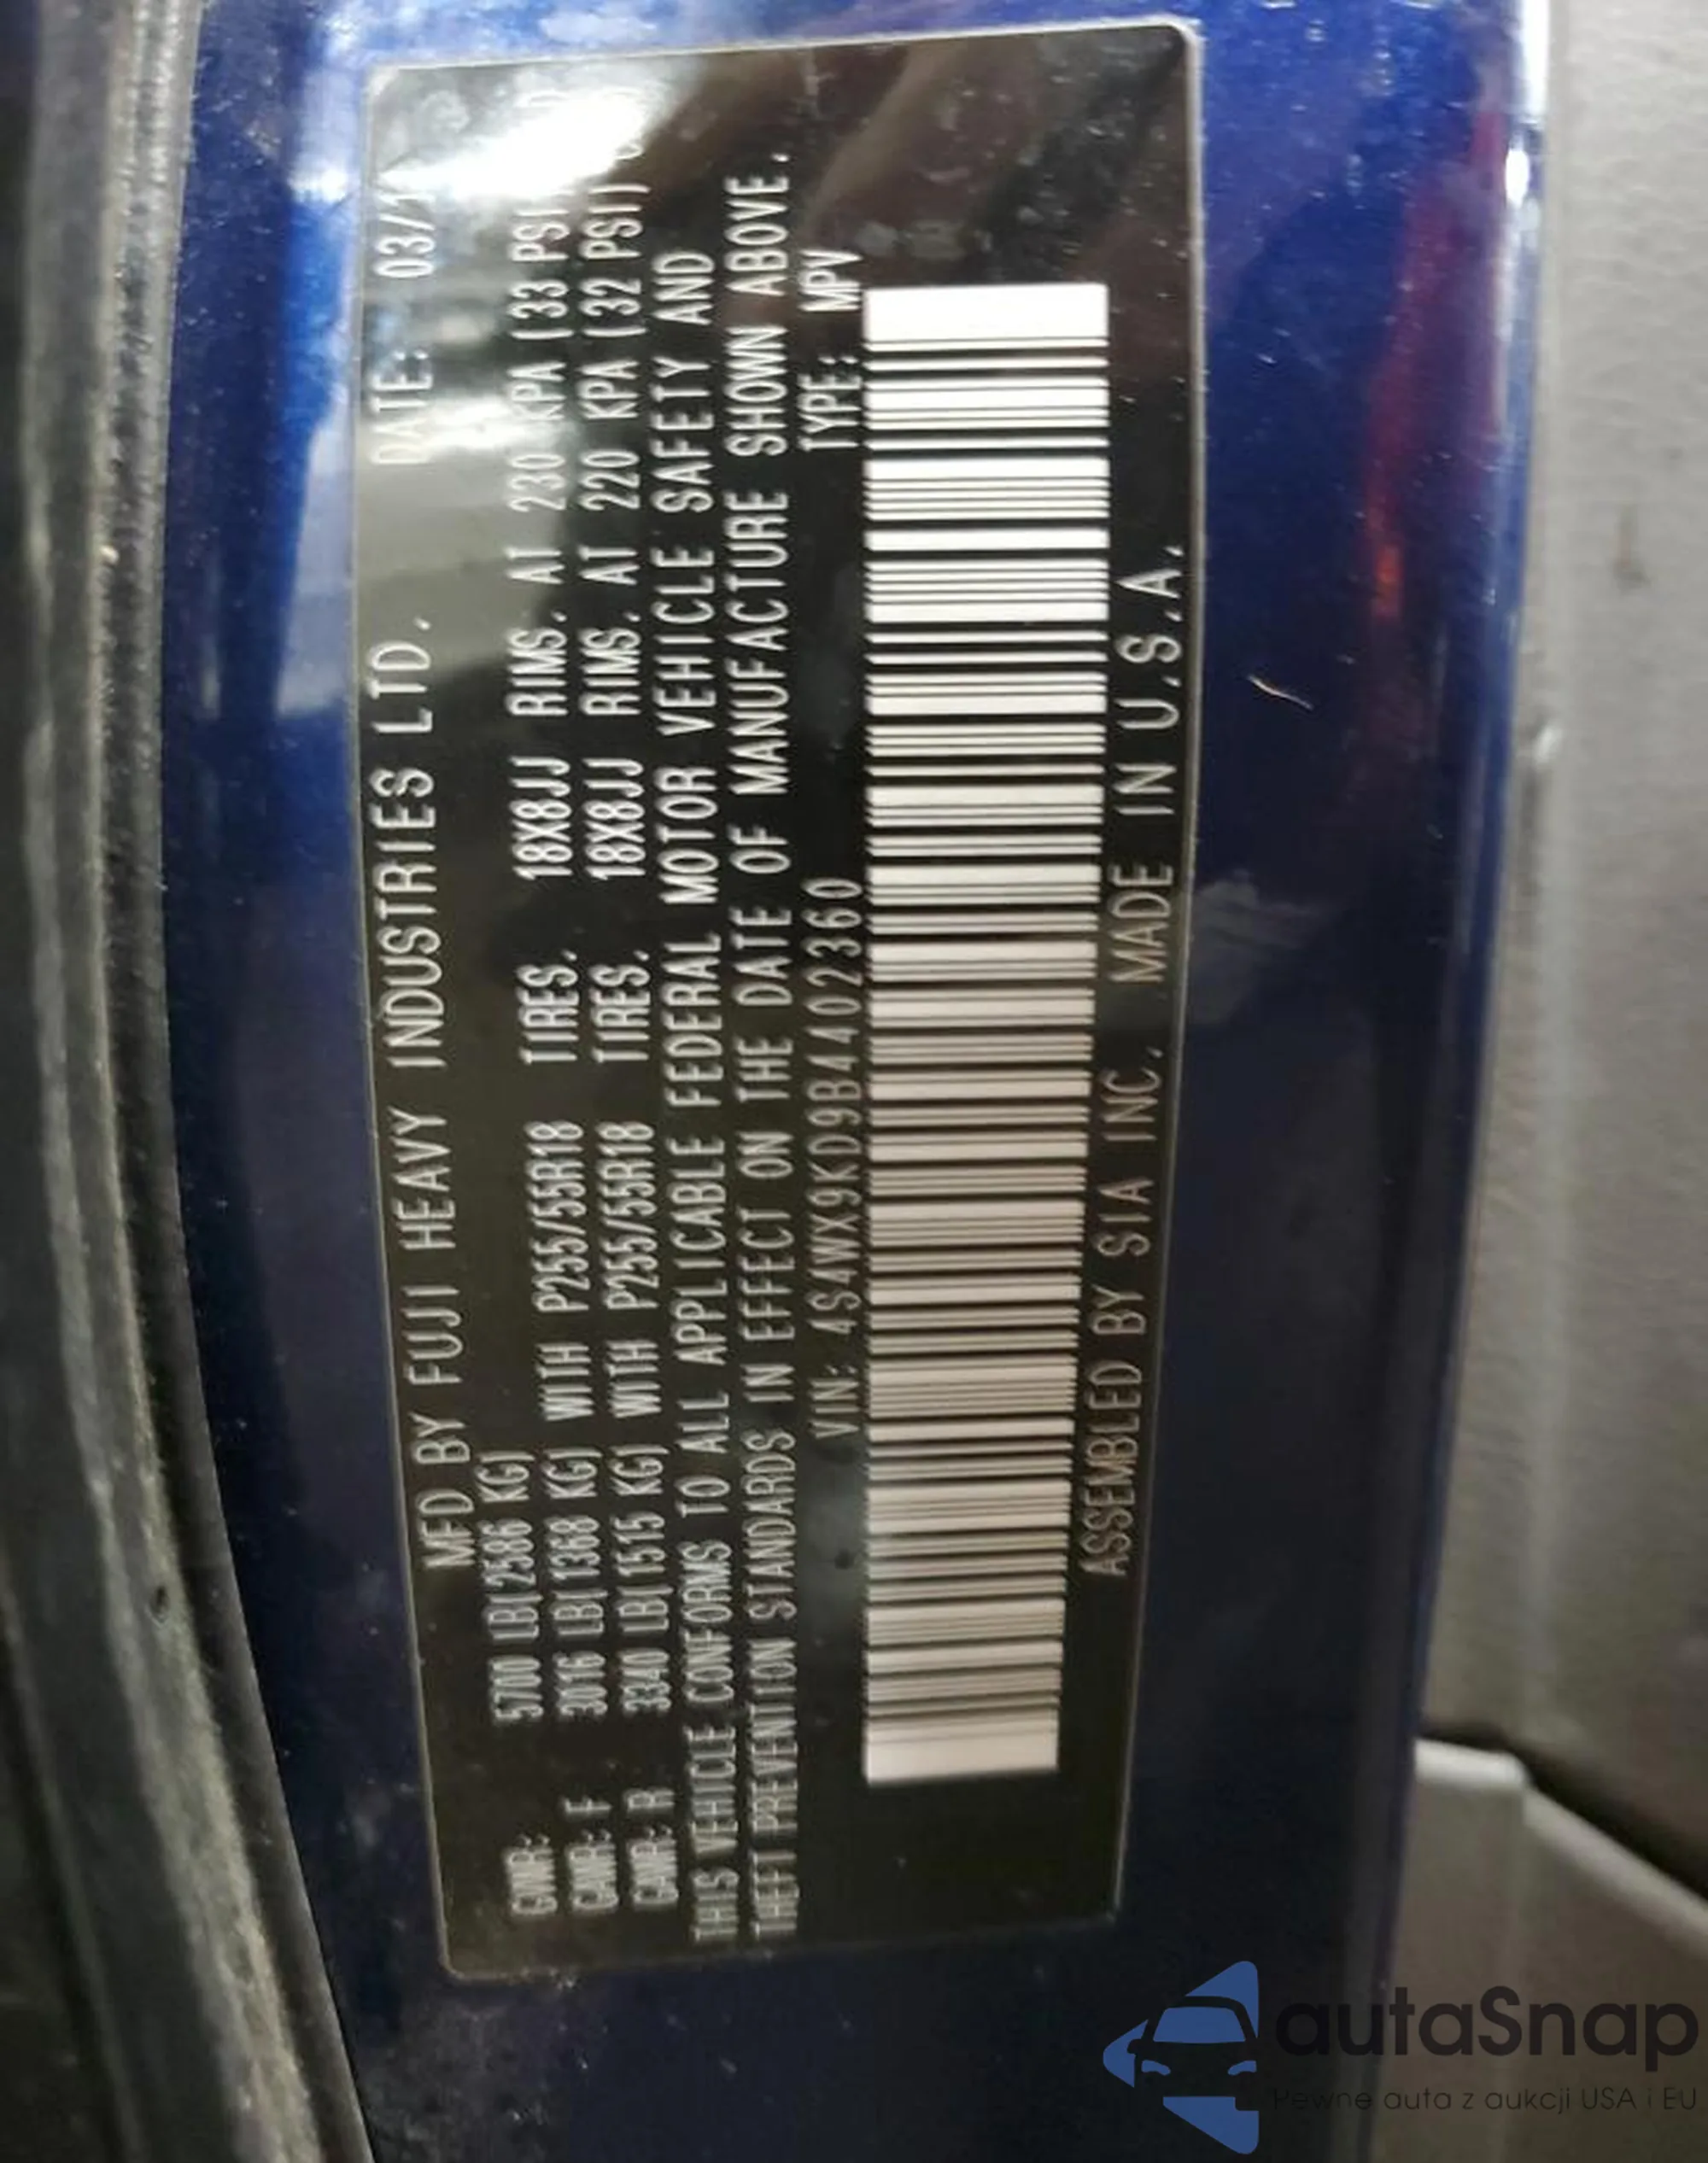 MFD BY FUJI HEAVY INDUSTRIES LTD. DATE: 03/
GVWR: 5700 LB(2586 KG)
GAWR: F 3016 LB(1368 KG) WITH P255/55R18 TIRES, 18X8JJ RIMS, AT 230 KPA (33 PSI)
GAWR: R 3340 LB(1515 KG) WITH P255/55R18 TIRES, 18X8JJ RIMS, AT 220 KPA (32 PSI)
THIS VEHICLE CONFORMS TO ALL APPLICABLE FEDERAL MOTOR VEHICLE SAFETY AND
THEFT PREVENTION STANDARDS IN EFFECT ON THE DATE OF MANUFACTURE SHOWN ABOVE.
VIN: 4S4WX9KD9B4402360 TYPE: MPV
ASSEMBLED BY SIA INC. MADE IN U.S.A.
autaSnap
Pewne auta z aukcji USA i EU